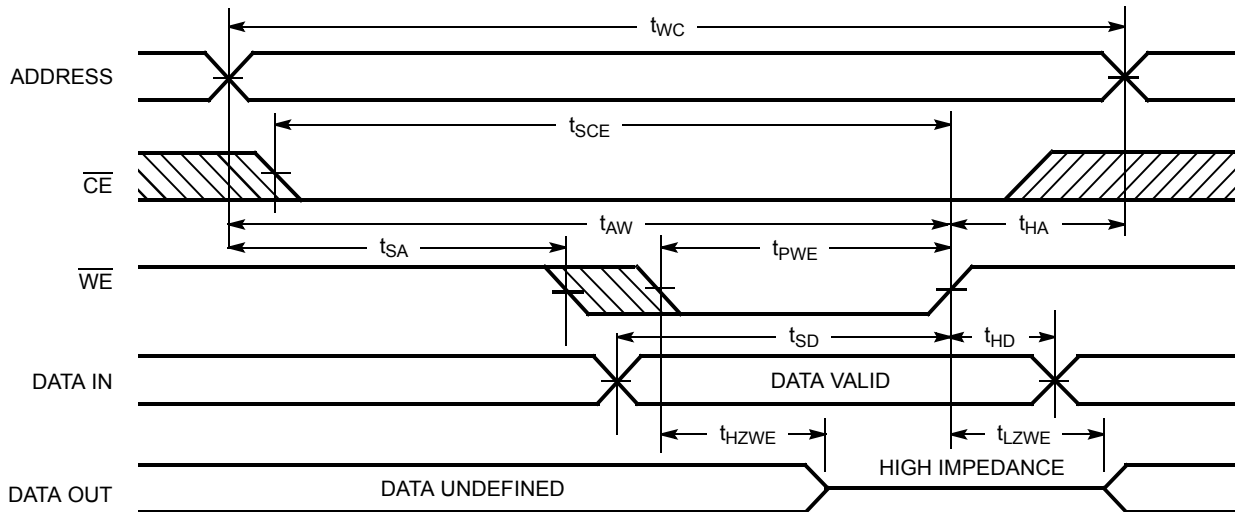 tWC
ADDRESS
tSCE
CE
tAW
tHA
tSA
tPWE
WE
tSD
tHD
DATA IN
DATA VALID
tHZWE
tLZWE
HIGH IMPEDANCE
DATA OUT
DATA UNDEFINED